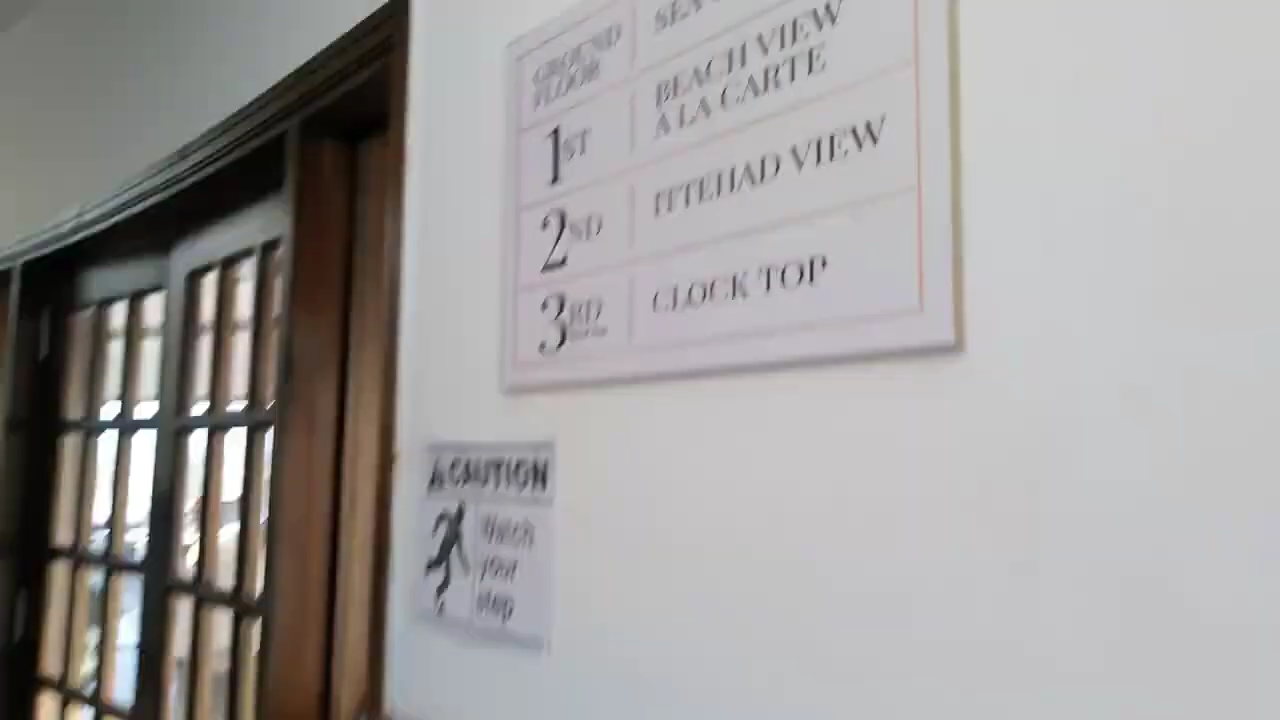 GROUND
FLOOR
1ST
BEACH VIEW
A LA CARTE
2ND
ITTEHAD VIEW
3RD
CLOCK TOP
CAUTION
Watch
your
step